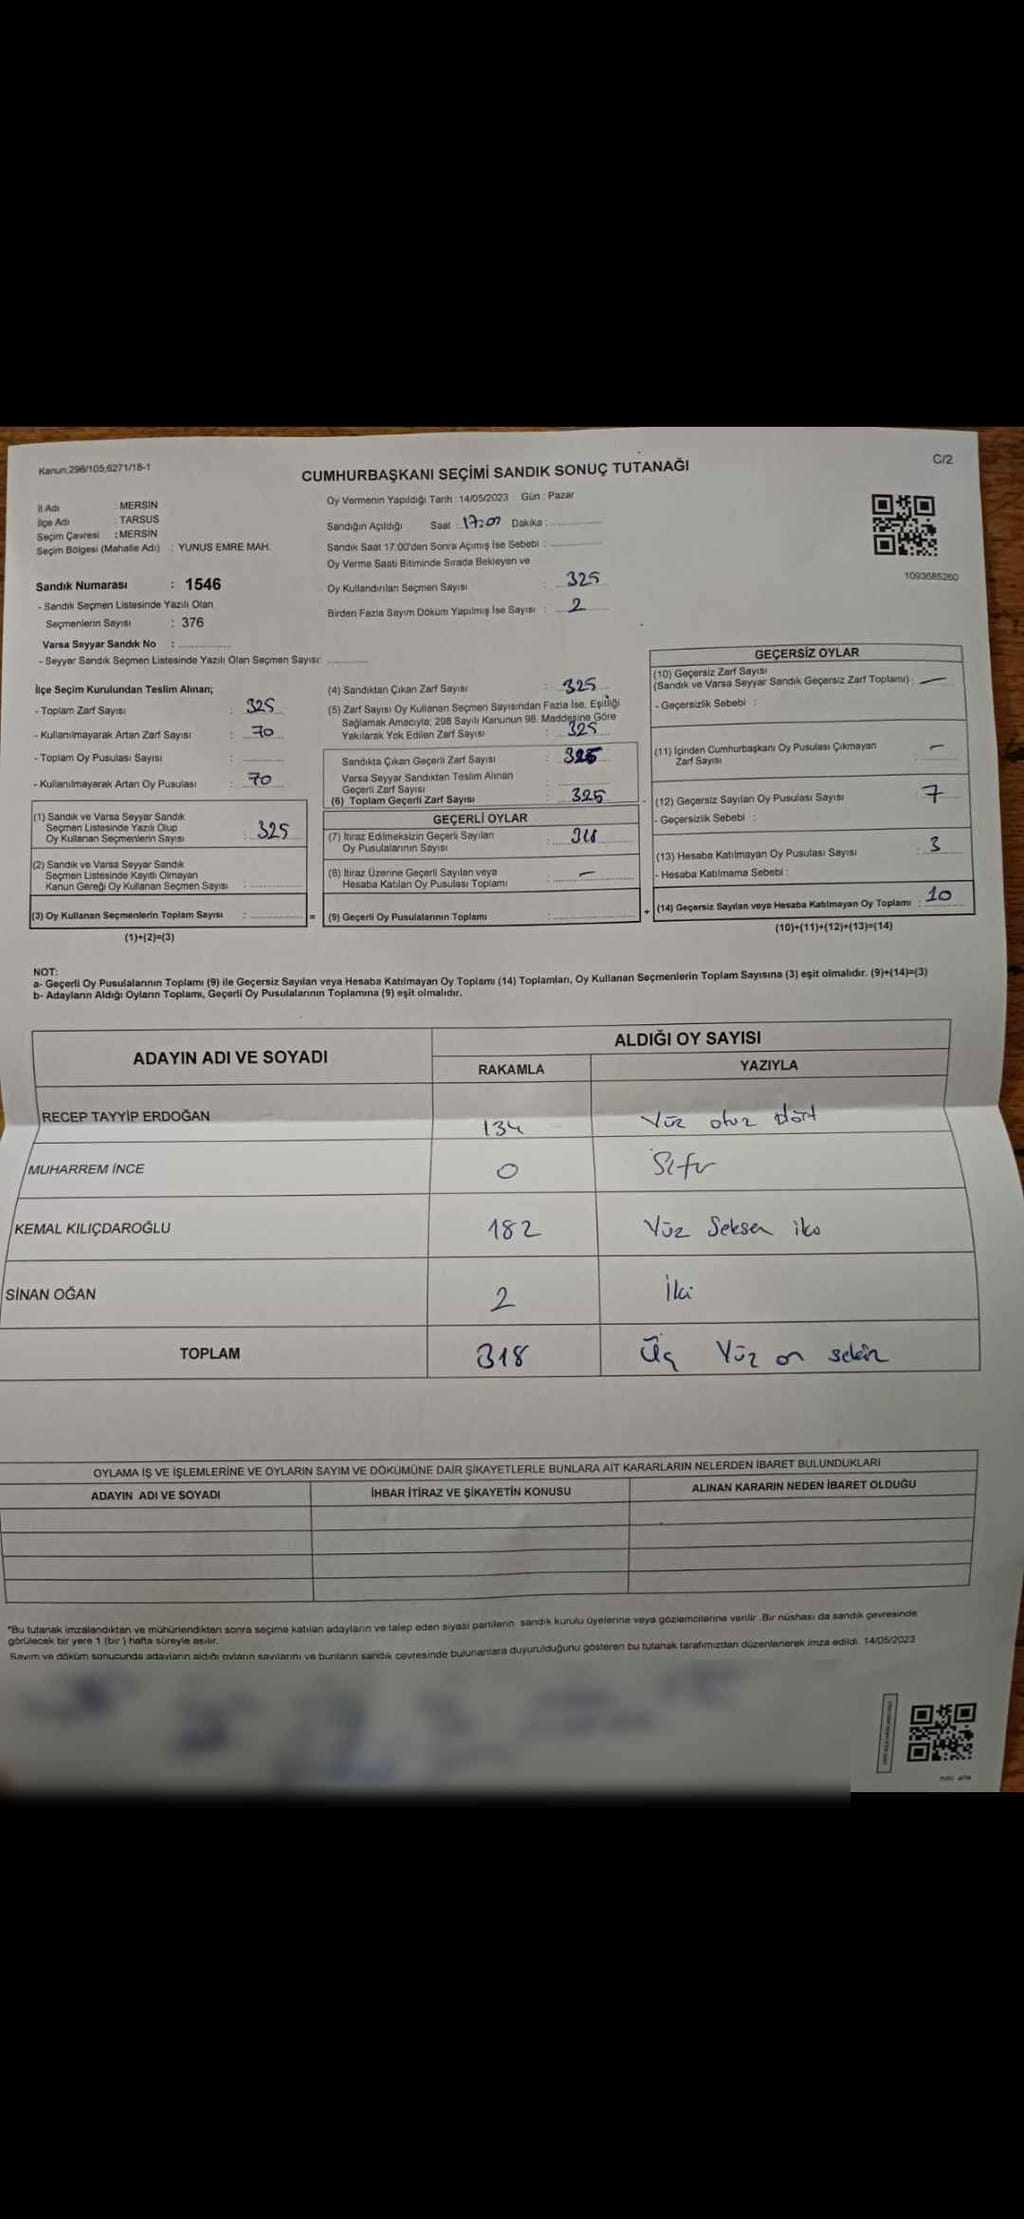 Kanun:298/105,6271/18-1
C/2
CUMHURBAŞKANI SEÇİMİ SANDIK SONUÇ TUTANAĞI
İl Adı : MERSİN
İlçe Adı : TARSUS
Seçim Çevresi : MERSİN
Seçim Bölgesi (Mahalle Adı) : YUNUS EMRE MAH.
Sandık Numarası : 1546
- Sandık Seçmen Listesinde Yazılı Olan
Seçmenlerin Sayısı : 376
Varsa Seyyar Sandık No :
- Seyyar Sandık Seçmen Listesinde Yazılı Olan Seçmen Sayısı:
Oy Vermenin Yapıldığı Tarih : 14/05/2023 Gün : Pazar
Sandığın Açıldığı Saat : 17:00 Dakika :
Sandık Saat 17:00'den Sonra Açılmış İse Sebebi :
Oy Verme Saati Bitiminde Sırada Bekleyen ve
Oy Kullandırılan Seçmen Sayısı : 325
Birden Fazla Sayım Döküm Yapılmış İse Sayısı : 2
1093685260
İlçe Seçim Kurulundan Teslim Alınan;
- Toplam Zarf Sayısı : 325
- Kullanılmayarak Artan Zarf Sayısı : 70
- Toplam Oy Pusulası Sayısı :
- Kullanılmayarak Artan Oy Pusulası : 70
(1) Sandık ve Varsa Seyyar Sandık
Seçmen Listesinde Yazılı Olup
Oy Kullanan Seçmenlerin Sayısı : 325
(2) Sandık ve Varsa Seyyar Sandık
Seçmen Listesinde Kayıtlı Olmayan
Kanun Gereği Oy Kullanan Seçmen Sayısı :
(3) Oy Kullanan Seçmenlerin Toplam Sayısı : =
(1)+(2)=(3)
(4) Sandıktan Çıkan Zarf Sayısı : 325
(5) Zarf Sayısı Oy Kullanan Seçmen Sayısından Fazla İse, Eşitliği
Sağlamak Amacıyla; 298 Sayılı Kanunun 98. Maddesine Göre
Yakılarak Yok Edilen Zarf Sayısı : 325
Sandıkta Çıkan Geçerli Zarf Sayısı : 325
Varsa Seyyar Sandıktan Teslim Alınan
Geçerli Zarf Sayısı :
(6) Toplam Geçerli Zarf Sayısı : 325
GEÇERLİ OYLAR
(7) İtiraz Edilmeksizin Geçerli Sayılan
Oy Pusulalarının Sayısı : 318
(8) İtiraz Üzerine Geçerli Sayılan veya
Hesaba Katılan Oy Pusulası Toplamı : —
(9) Geçerli Oy Pusulalarının Toplamı : +
GEÇERSİZ OYLAR
(10) Geçersiz Zarf Sayısı
(Sandık ve Varsa Seyyar Sandık Geçersiz Zarf Toplamı) : —
- Geçersizlik Sebebi :
(11) İçinden Cumhurbaşkanı Oy Pusulası Çıkmayan
Zarf Sayısı : —
(12) Geçersiz Sayılan Oy Pusulası Sayısı : 7
- Geçersizlik Sebebi :
(13) Hesaba Katılmayan Oy Pusulası Sayısı : 3
- Hesaba Katılmama Sebebi :
(14) Geçersiz Sayılan veya Hesaba Katılmayan Oy Toplamı : 10
(10)+(11)+(12)+(13)=(14)
NOT:
a- Geçerli Oy Pusulalarının Toplamı (9) ile Geçersiz Sayılan veya Hesaba Katılmayan Oy Toplamı (14) Toplamları, Oy Kullanan Seçmenlerin Toplam Sayısına (3) eşit olmalıdır. (9)+(14)=(3)
b- Adayların Aldığı Oyların Toplamı, Geçerli Oy Pusulalarının Toplamına (9) eşit olmalıdır.
ADAYIN ADI VE SOYADI
ALDIĞI OY SAYISI
RAKAMLA YAZIYLA
RECEP TAYYİP ERDOĞAN 134 Yüz otuz dört
MUHARREM İNCE 0 Sıfır
KEMAL KILIÇDAROĞLU 182 Yüz Seksen iki
SİNAN OĞAN 2 İki
TOPLAM 318 Üç Yüz on sekiz
OYLAMA İŞ VE İŞLEMLERİNE VE OYLARIN SAYIM VE DÖKÜMÜNE DAİR ŞİKAYETLERLE BUNLARA AİT KARARLARIN NELERDEN İBARET BULUNDUKLARI
ADAYIN ADI VE SOYADI İHBAR İTİRAZ VE ŞİKAYETİN KONUSU ALINAN KARARIN NEDEN İBARET OLDUĞU
*Bu tutanak imzalandıktan ve mühürlendikten sonra seçime katılan adayların ve talep eden siyasi partilerin sandık kurulu üyelerine veya gözlemcilerine verilir. Bir nüshası da sandık çevresinde
görülecek bir yere 1 (bir) hafta süreyle asılır.
Sayım ve döküm sonucunda adayların aldığı oyların sayılarını ve bunların sandık çevresinde bulunanlara duyurulduğunu gösteren bu tutanak tarafımızdan düzenlenerek imza edildi. 14/05/2023